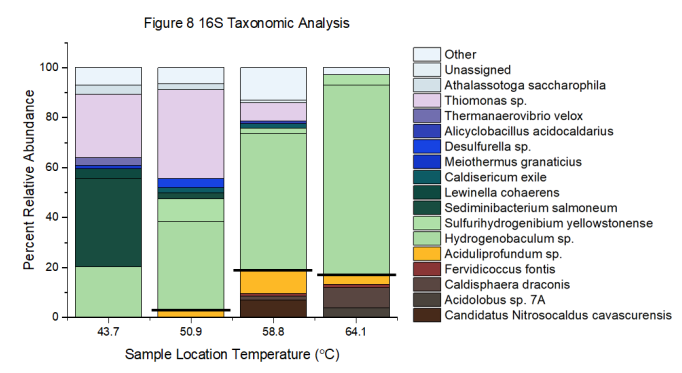 Figure 8 16S Taxonomic Analysis
Percent Relative Abundance
100
80
60
40
20
0
43.7
50.9
58.8
64.1
Sample Location Temperature (°C)
Other
Unassigned
Athalassotoga saccharophila
Thiomonas sp.
Thermanaerovibrio velox
Alicyclobacillus acidocaldarius
Desulfurella sp.
Meiothermus granaticius
Caldisericum exile
Lewinella cohaerens
Sediminibacterium salmoneum
Sulfurihydrogenibium yellowstonense
Hydrogenobaculum sp.
Aciduliprofundum sp.
Fervidicoccus fontis
Caldisphaera draconis
Acidolobus sp. 7A
Candidatus Nitrosocaldus cavascurensis